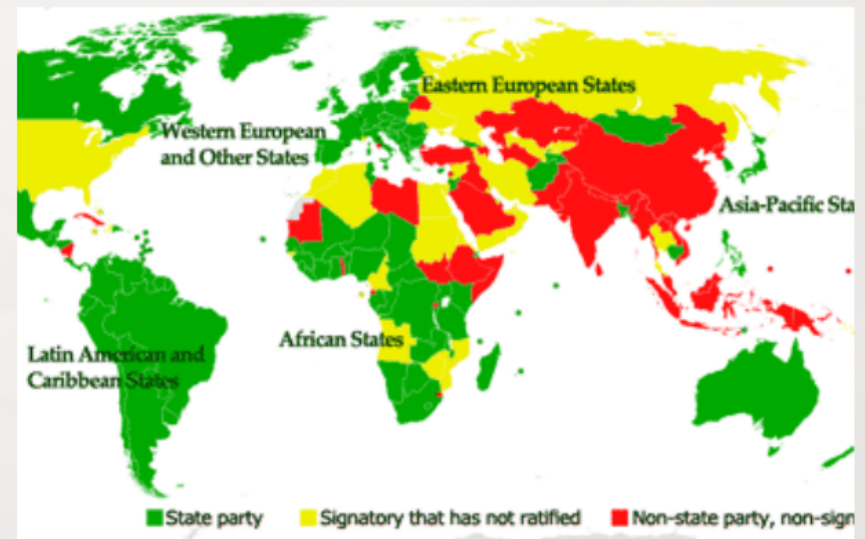 Eastern European States
Western European
and Other States
Asia-Pacific Sta
African States
Latin American and
Caribbean States
State party
Signatory that has not ratified
Non-state party, non-sign